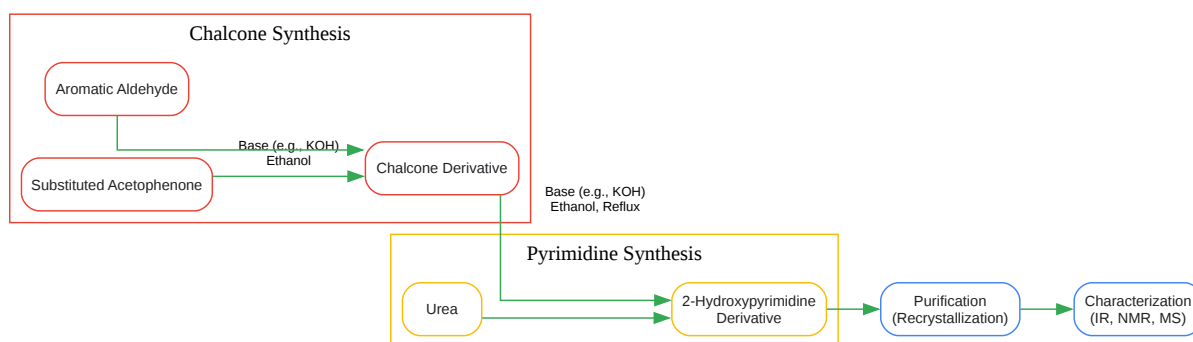 Chalcone Synthesis
Aromatic Aldehyde
Base (e.g., KOH)
Ethanol
Substituted Acetophenone
Chalcone Derivative
Base (e.g., KOH)
Ethanol, Reflux
Pyrimidine Synthesis
Urea
2-Hydroxypyrimidine
Derivative
Purification
(Recrystallization)
Characterization
(IR, NMR, MS)